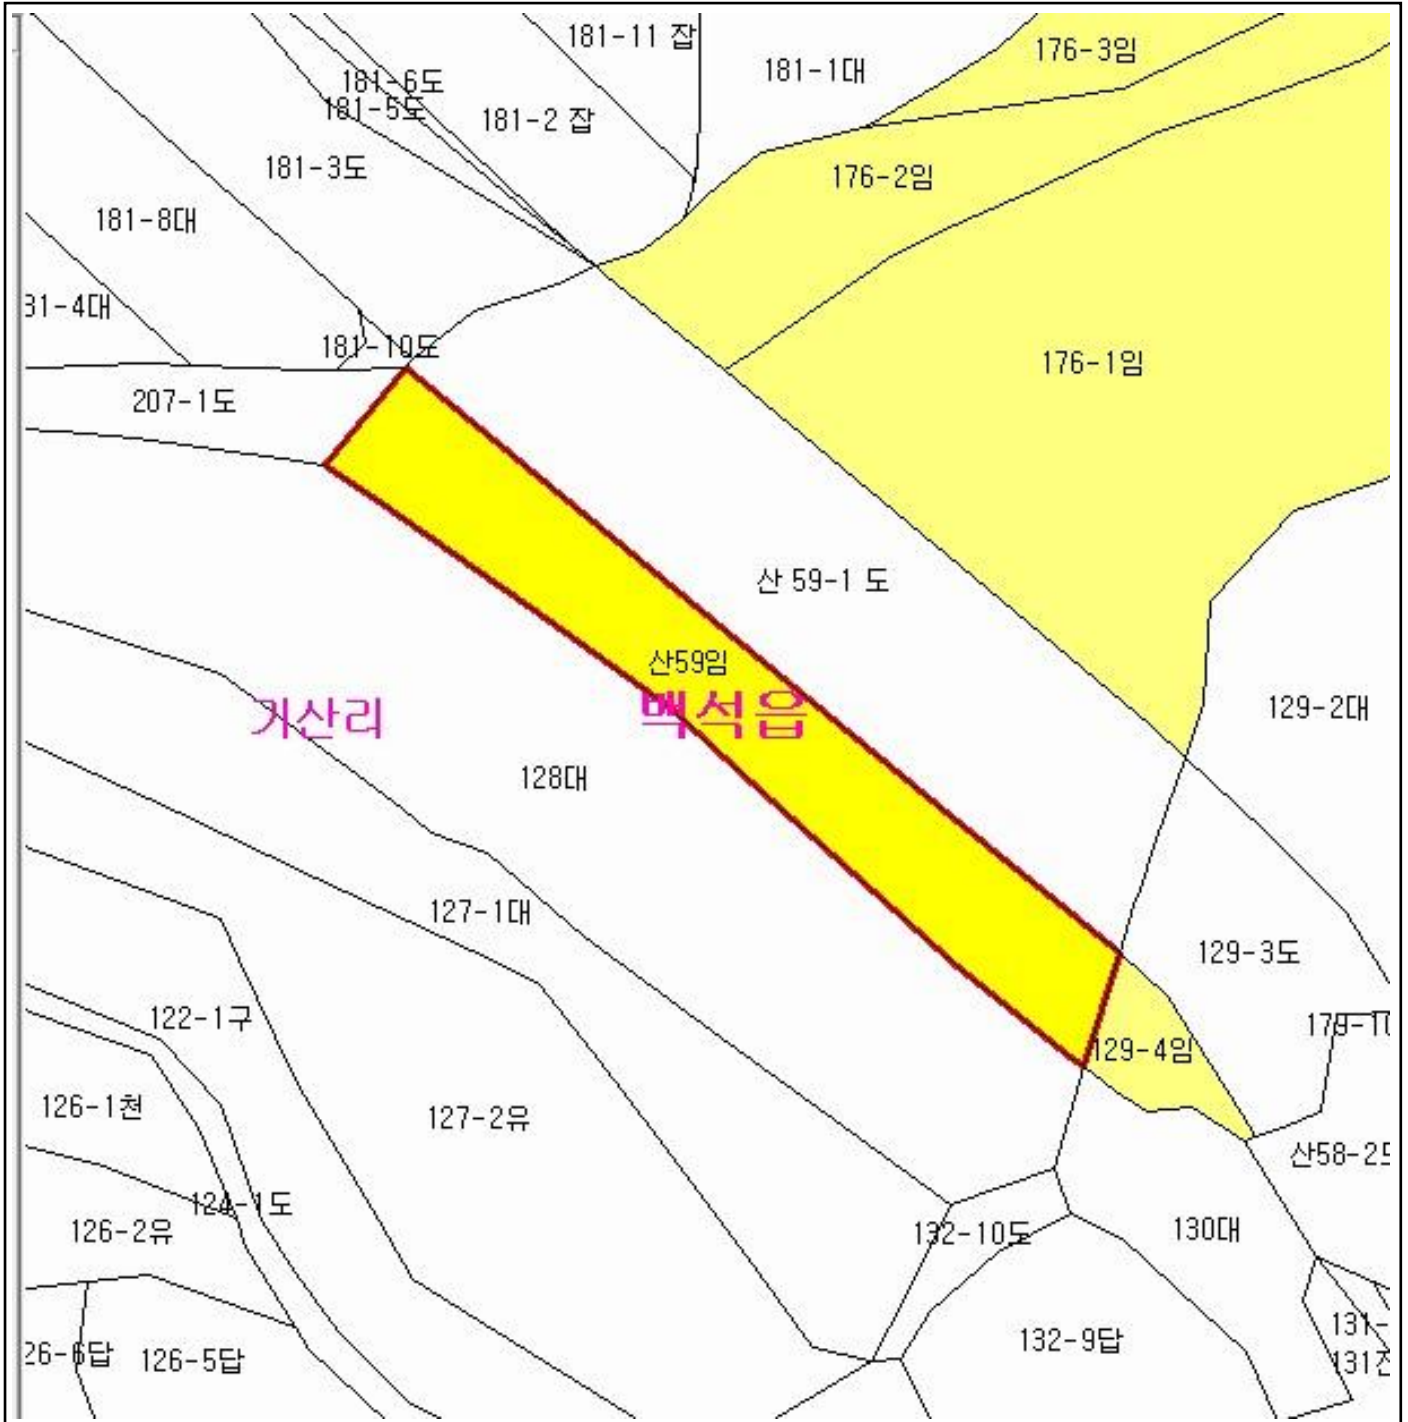 181-11 잡
176-3임
181-1대
181-6도
181-5도
181-2 잡
181-3도
176-2임
181-8대
31-4대
181-10도
176-1임
207-1도
산 59-1 도
산59임
129-2대
기산리
백석읍
128대
127-1대
129-3도
122-1구
179-1
129-4임
126-1천
127-2유
산58-2
124-1도
126-2유
132-10도
130대
131-
132-9답
26-6답
126-5답
131전